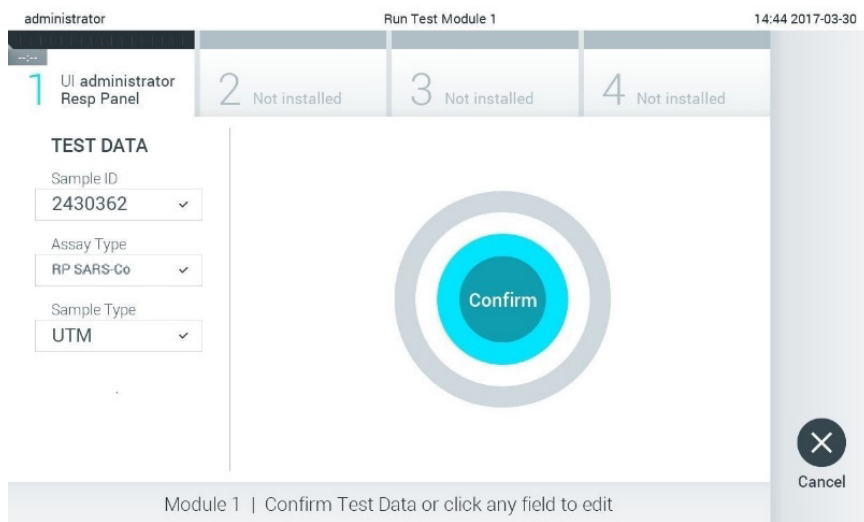 administrator
Run Test Module 1
14:44 2017-03-30
--:--
1 UI administrator
Resp Panel
2 Not installed
3 Not installed
4 Not installed
TEST DATA
Sample ID
2430362
Assay Type
RP SARS-Co
Sample Type
UTM
Confirm
Cancel
Module 1 | Confirm Test Data or click any field to edit